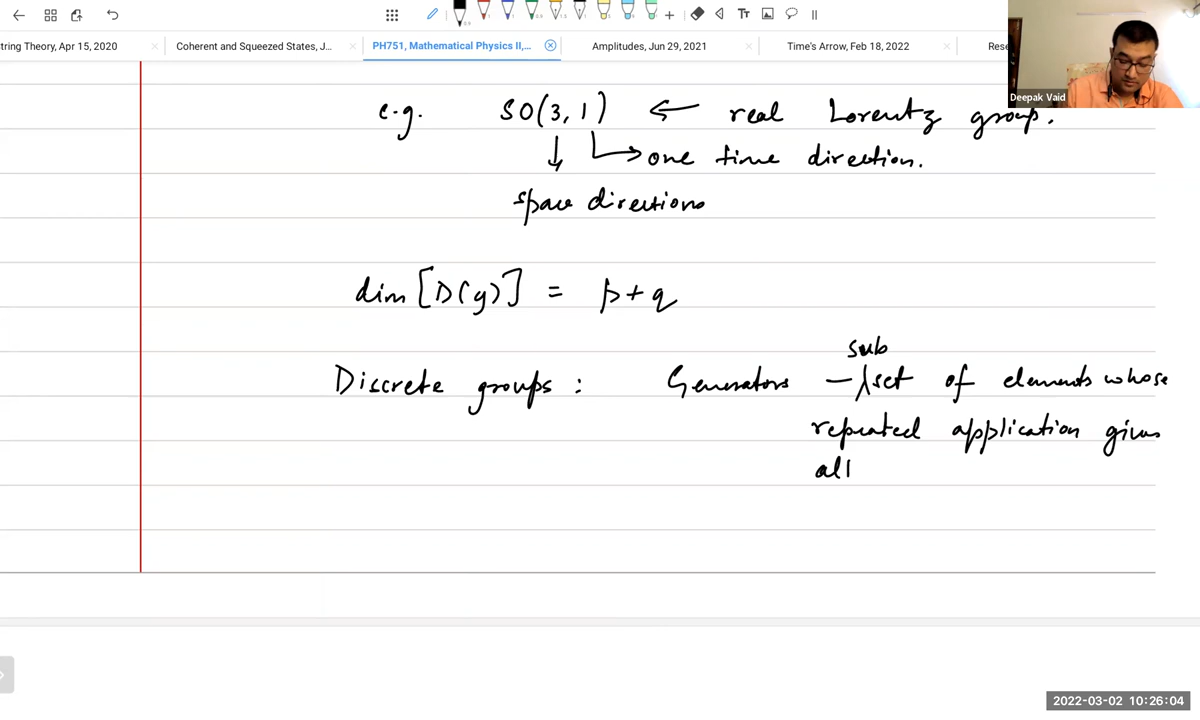 tring Theory, Apr 15, 2020
Coherent and Squeezed States, J...
PH751, Mathematical Physics II,...
Amplitudes, Jun 29, 2021
Time's Arrow, Feb 18, 2022
Rese
Deepak Vaid
e.g. SO(3,1) ← real Lorentz group.
↓ ↳ one time direction.
space directions
dim [D(g)] = p+q
sub
Discrete groups : Generators – set of elements whose
repeated application gives
all
2022-03-02 10:26:04